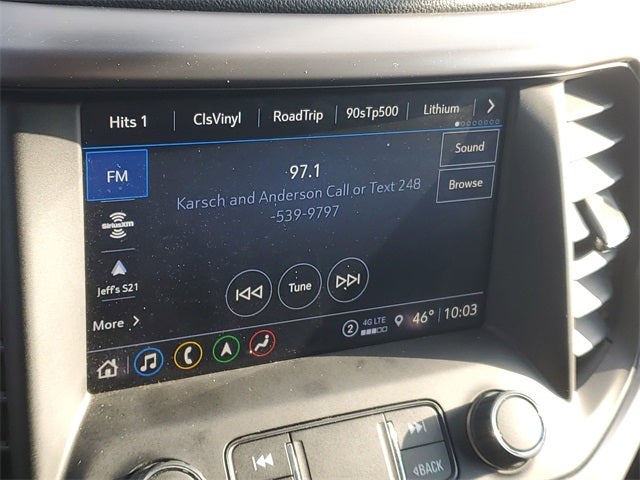 Hits 1 ClsVinyl RoadTrip 90sTp500 Lithium
FM
97.1
Sound
Karsch and Anderson Call or Text 248
-539-9797
Browse
SiriusXM
Jeff's S21
Tune
More
2 4G LTE 46° 10:03
BACK